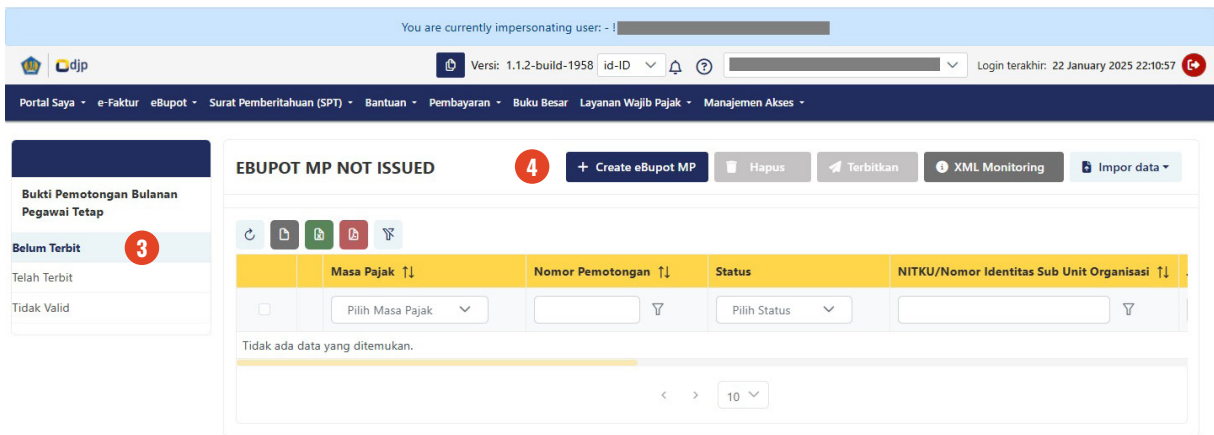 You are currently impersonating user: - !
djp
Versi: 1.1.2-build-1958 id-ID Login terakhir: 22 January 2025 22:10:57
Portal Saya e-Faktur eBupot Surat Pemberitahuan (SPT) Bantuan Pembayaran Buku Besar Layanan Wajib Pajak Manajemen Akses
Bukti Pemotongan Bulanan
Pegawai Tetap
Belum Terbit 3
Telah Terbit
Tidak Valid
EBUPOT MP NOT ISSUED 4 + Create eBupot MP Hapus Terbitkan XML Monitoring Impor data
Masa Pajak Nomor Pemotongan Status NITKU/Nomor Identitas Sub Unit Organisasi
Pilih Masa Pajak Pilih Status
Tidak ada data yang ditemukan.
< > 10